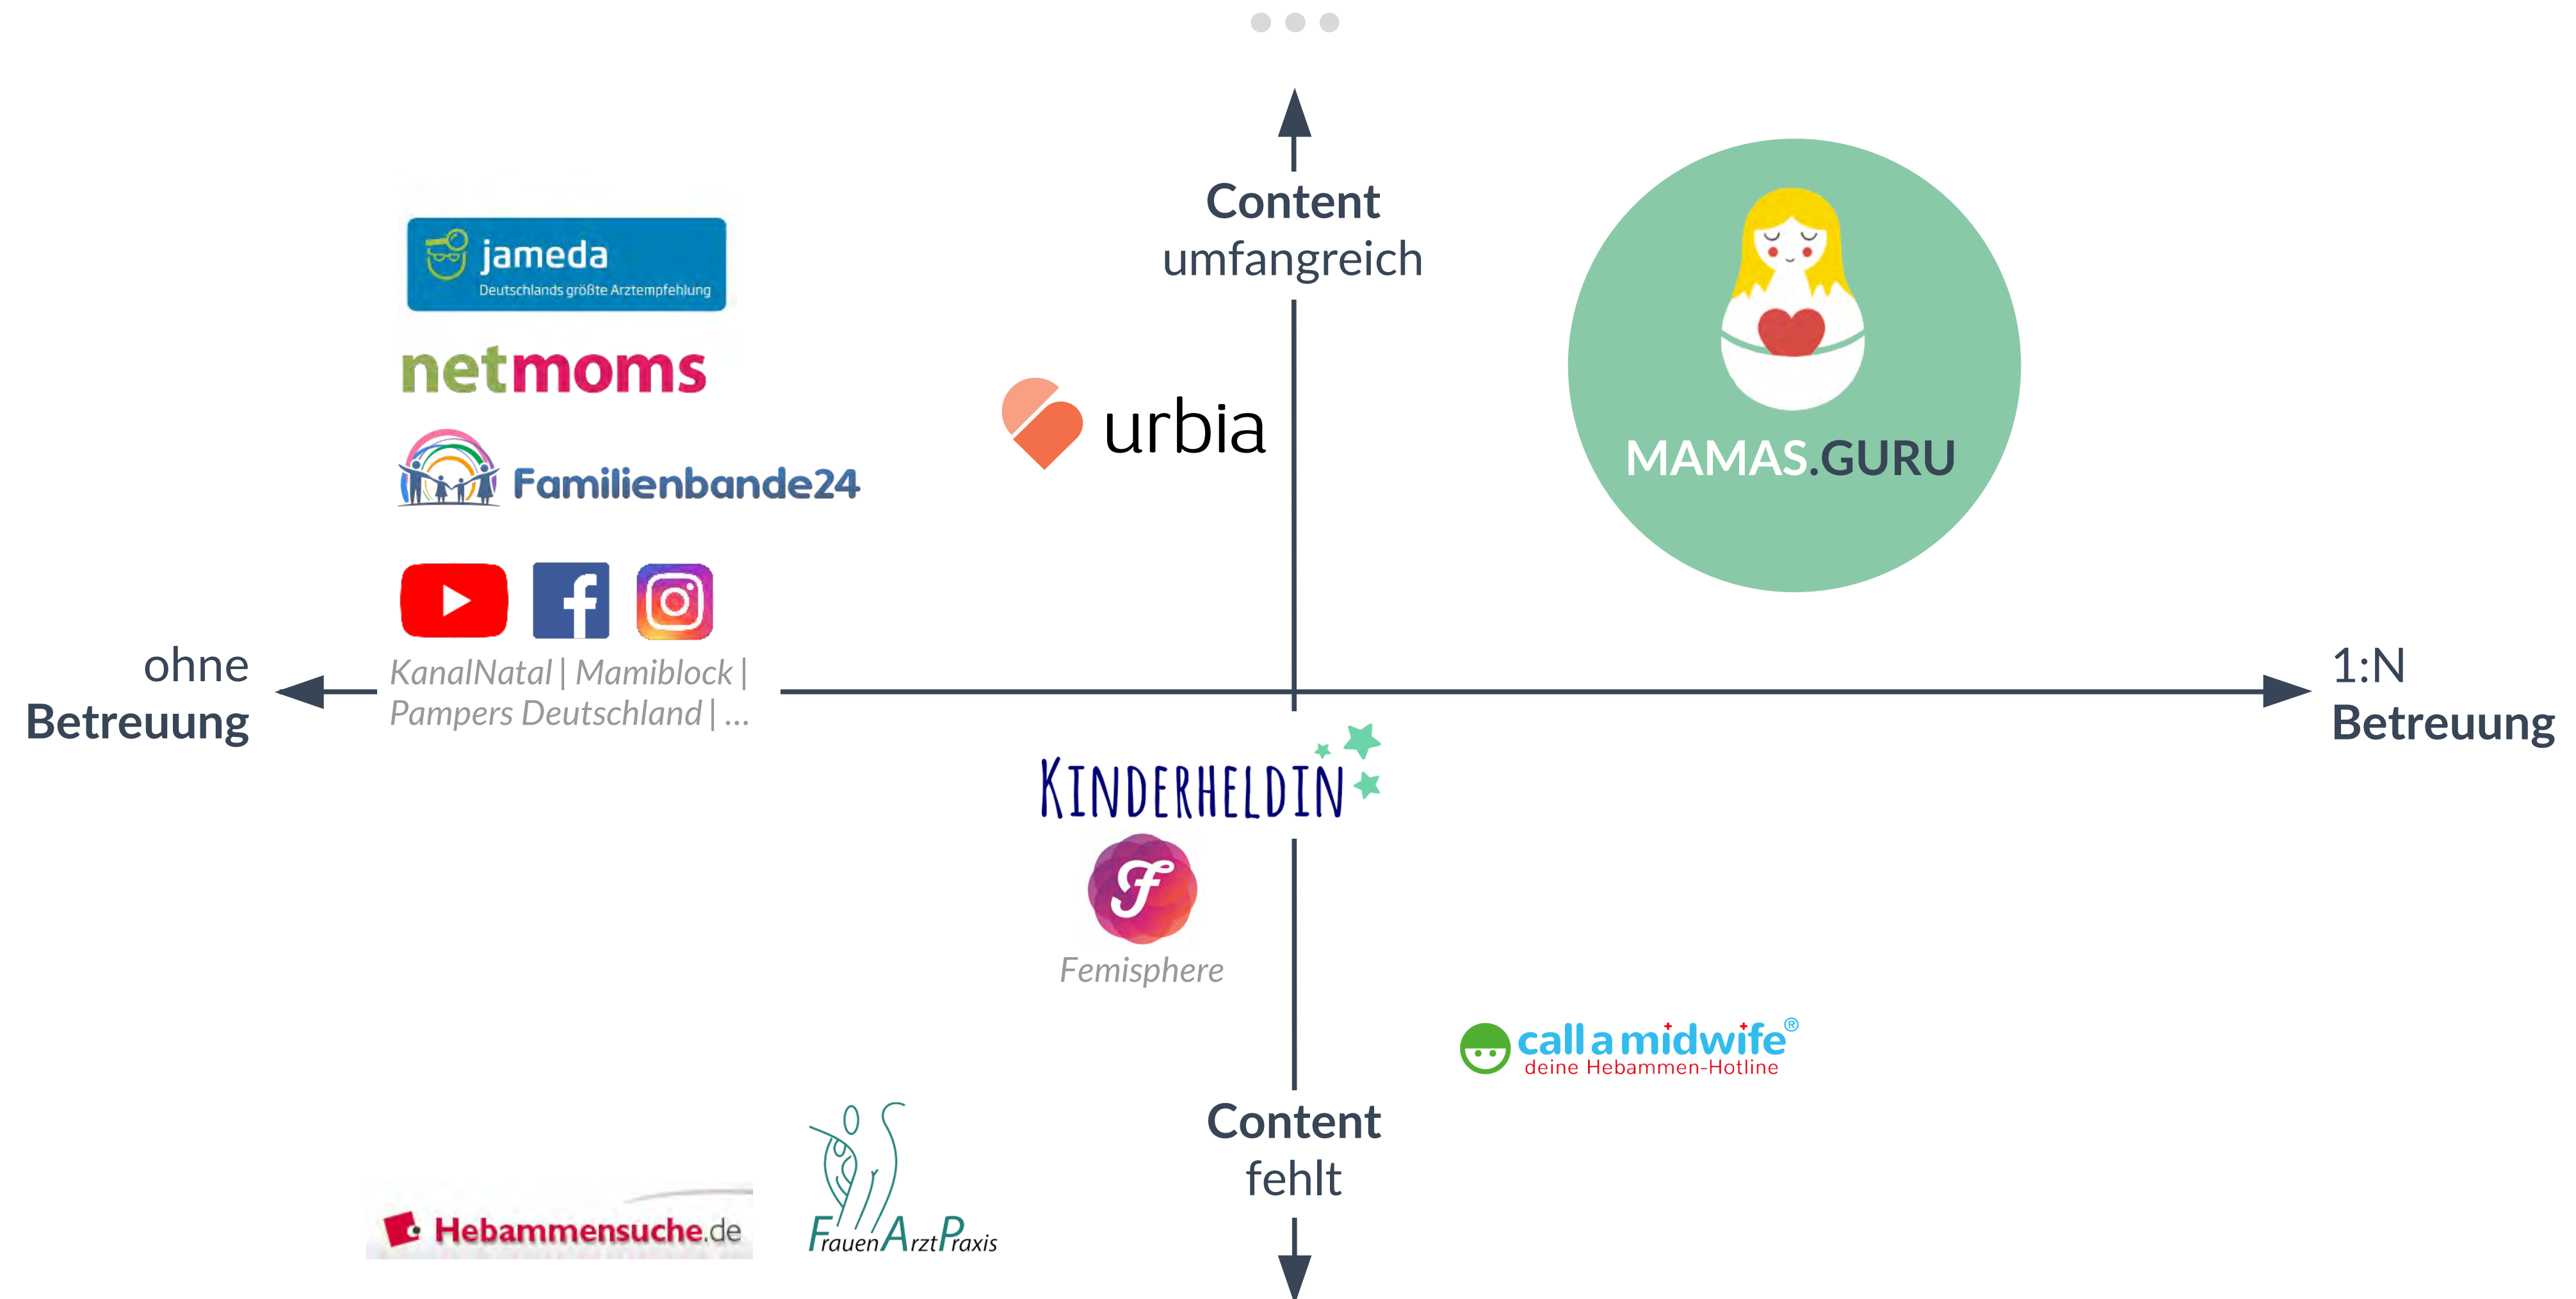 Content
umfangreich
jameda
Deutschlands größte Arztempfehlung
netmoms
urbia
Familienbande24
MAMAS.GURU
ohne
Betreuung
KanalNatal | Mamiblock |
Pampers Deutschland | ...
1:N
Betreuung
KINDERHELDIN
F
Femisphere
call a midwife®
deine Hebammen-Hotline
Content
fehlt
Hebammensuche.de
FrauenArztPraxis